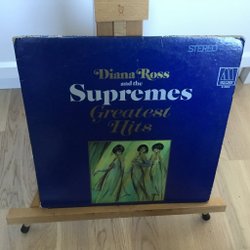 STEREO
Diana Ross
and the
Supremes
Greatest
Hits